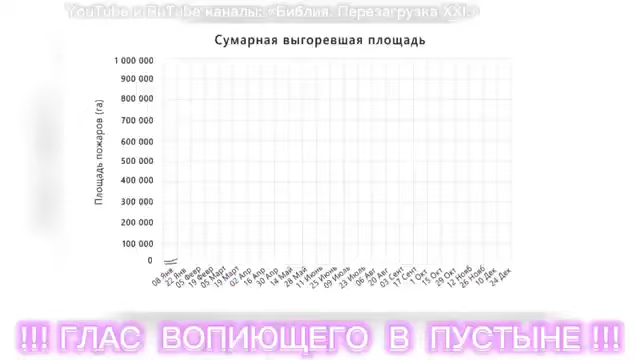 YouTube и RuTube каналы: «Библия. Перезагрузка XXI.»
Сумарная выгоревшая площадь
Площадь пожаров (га)
1 000 000
900 000
800 000
700 000
600 000
500 000
400 000
300 000
200 000
100 000
0
08 Янв
22 Янв
05 Февр
19 Февр
05 Март
19 Март
02 Апр
16 Апр
30 Апр
14 Май
28 Май
11 Июнь
25 Июнь
09 Июль
23 Июль
06 Авг
20 Авг
03 Сент
17 Сент
1 Окт
15 Окт
29 Окт
12 Нояб
26 Нояб
10 Дек
24 Дек
!!! ГЛАС ВОПИЮЩЕГО В ПУСТЫНЕ !!!